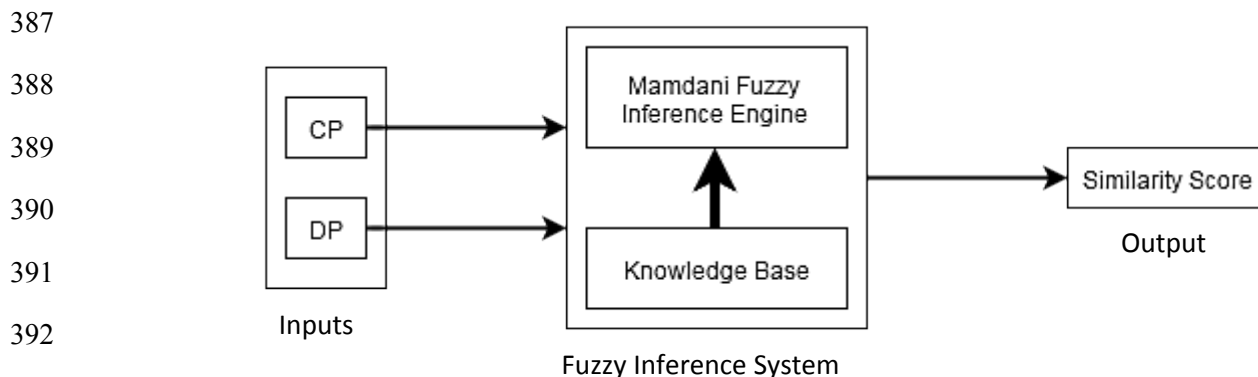 387
388
389
390
391
392
CP
DP
Inputs
Mamdani Fuzzy
Inference Engine
Knowledge Base
Fuzzy Inference System
Similarity Score
Output